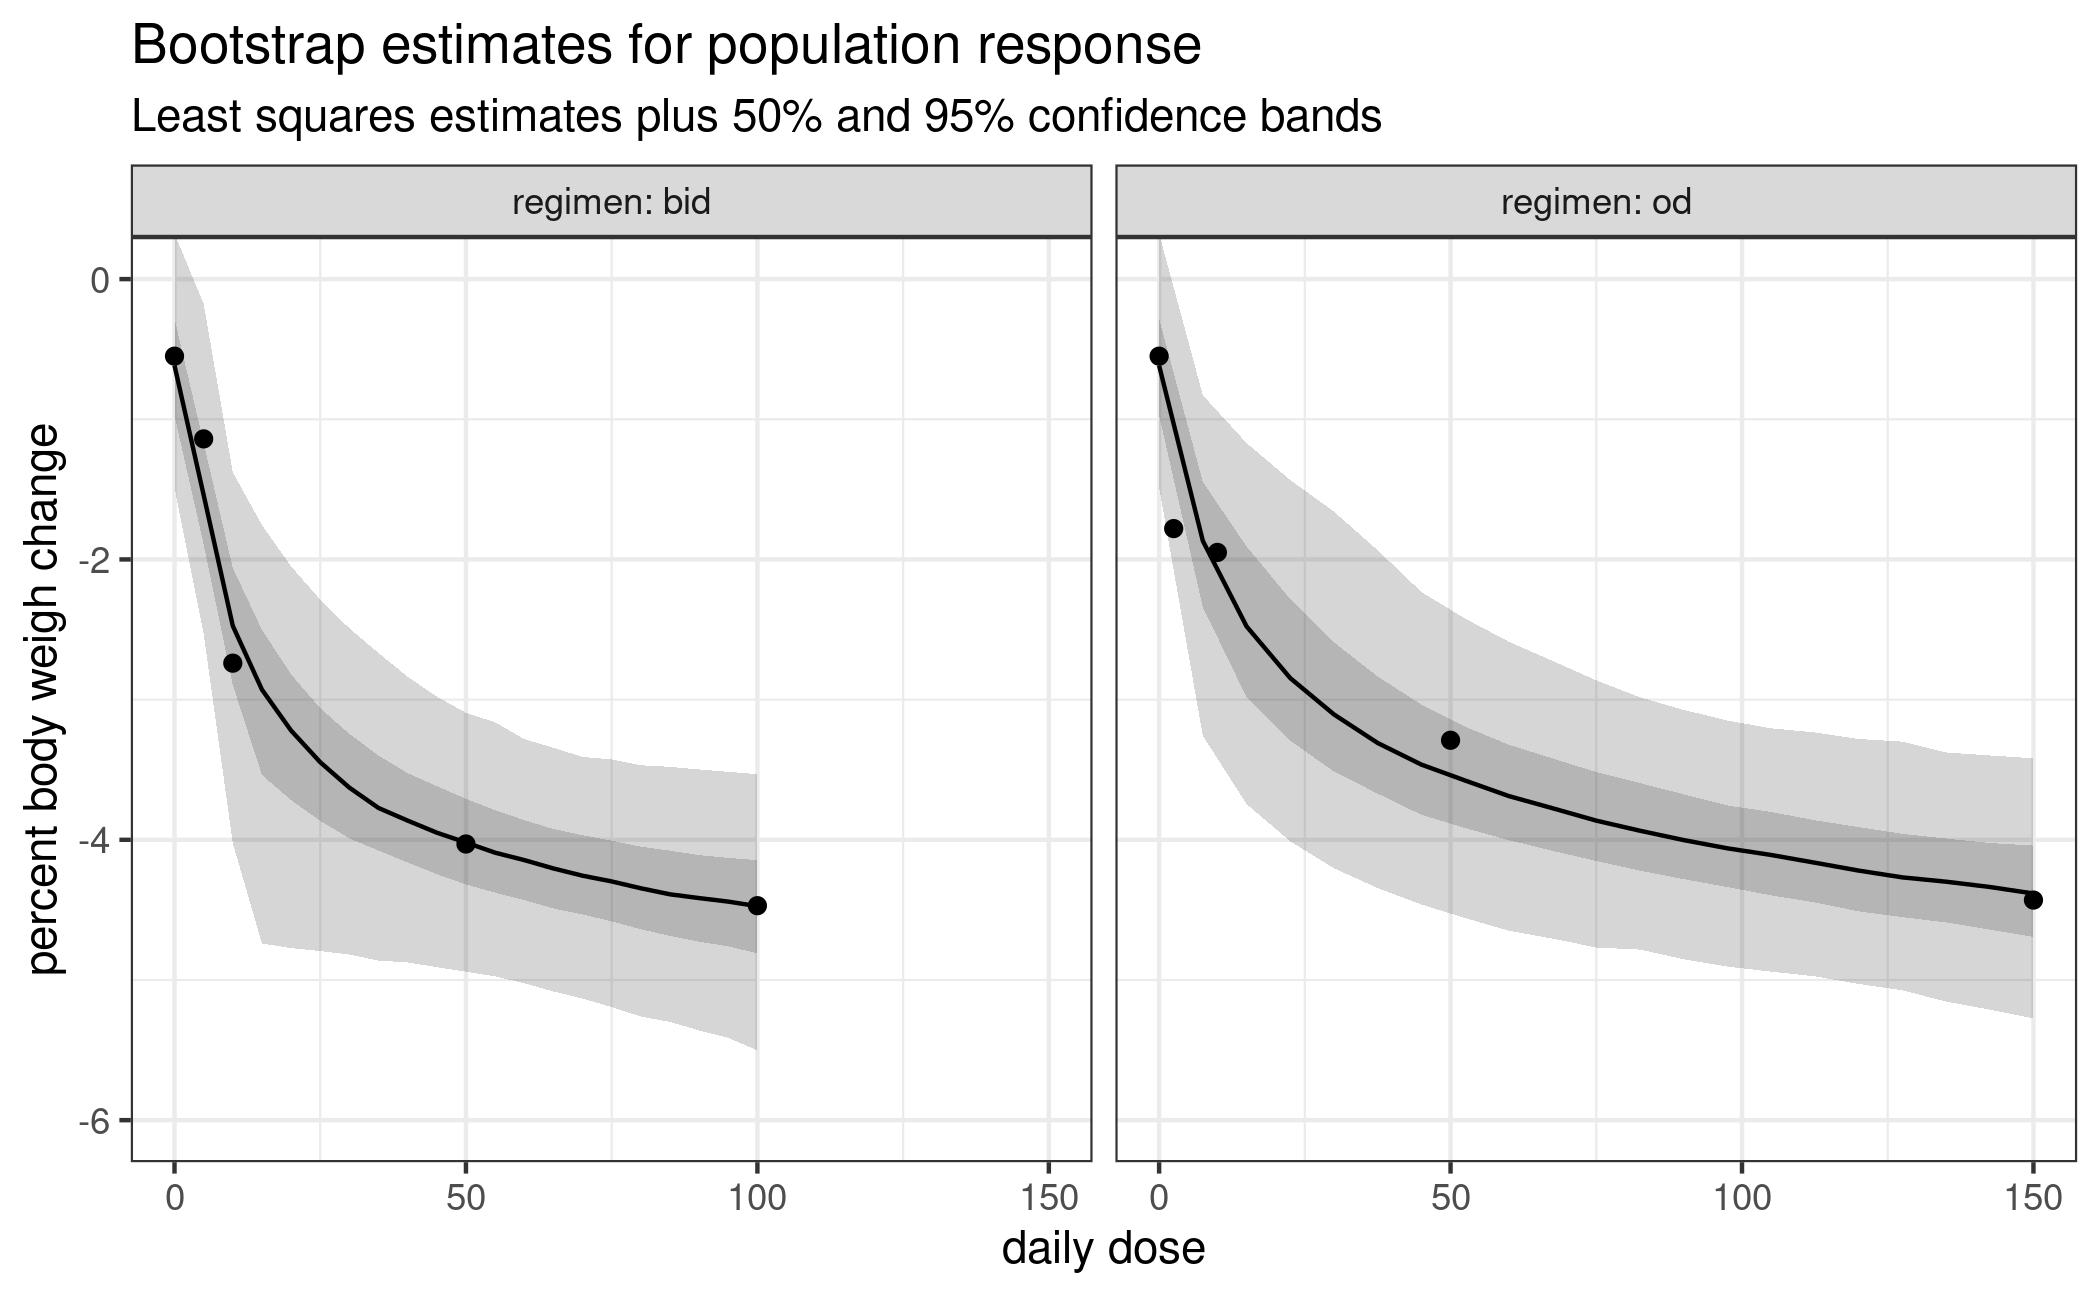 Bootstrap estimates for population response
Least squares estimates plus 50% and 95% confidence bands
regimen: bid
regimen: od
percent body weigh change
0
-2
-4
-6
0 50 100 150
0 50 100 150
daily dose